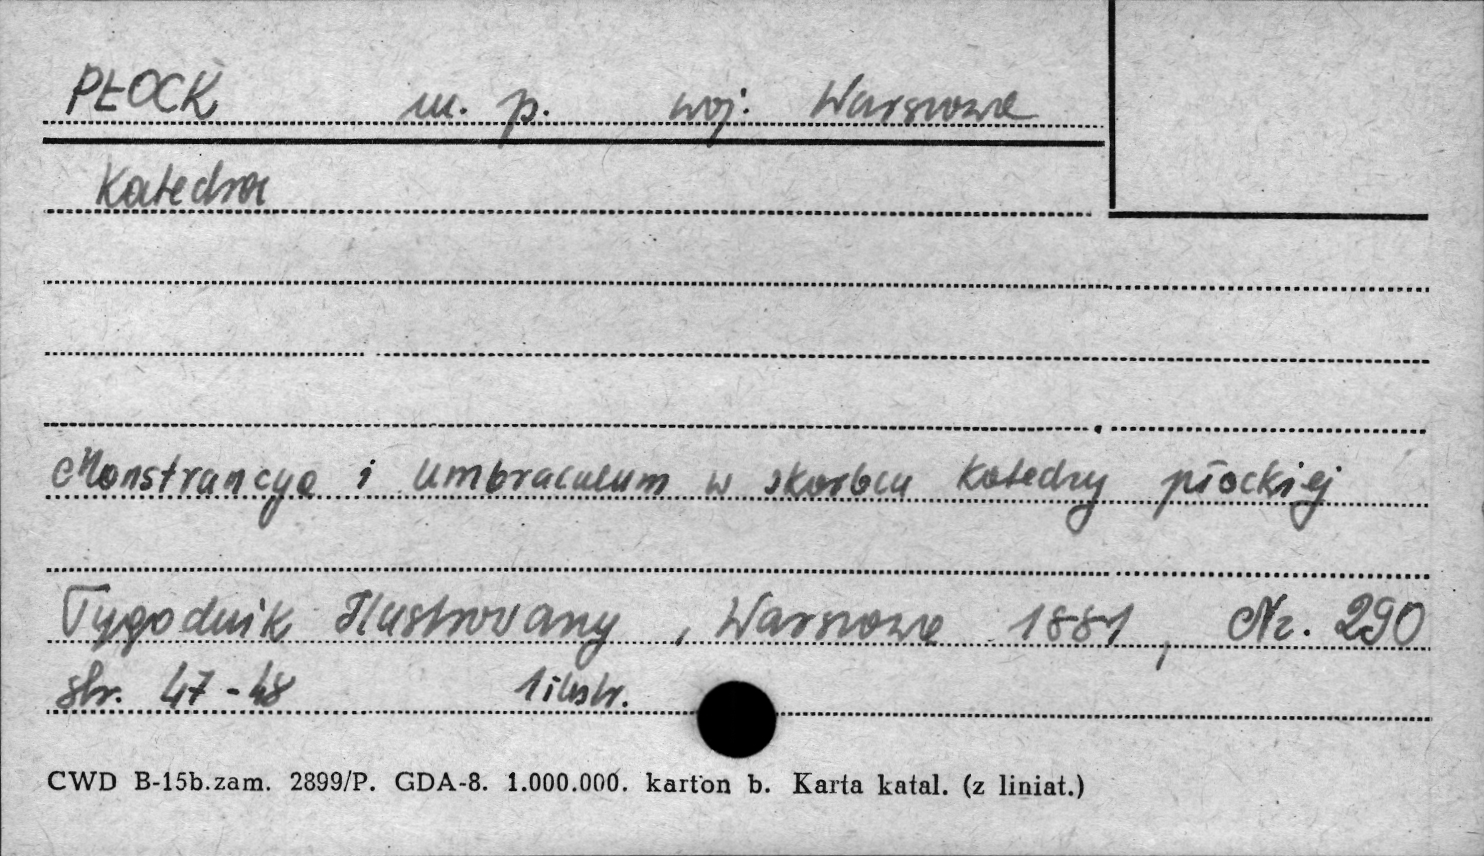 PŁOCK m. p. woj. Warszawa
Katedra
Monstrancya i umbraculum w skarbcu katedry płockiej
Tygodnik Ilustrowany, Warszawa 1881, Nr. 290
str. 47-48 1 ilustr.
CWD B-15b.zam. 2899/P. GDA-8. 1.000.000. karton b. Karta katal. (z liniat.)